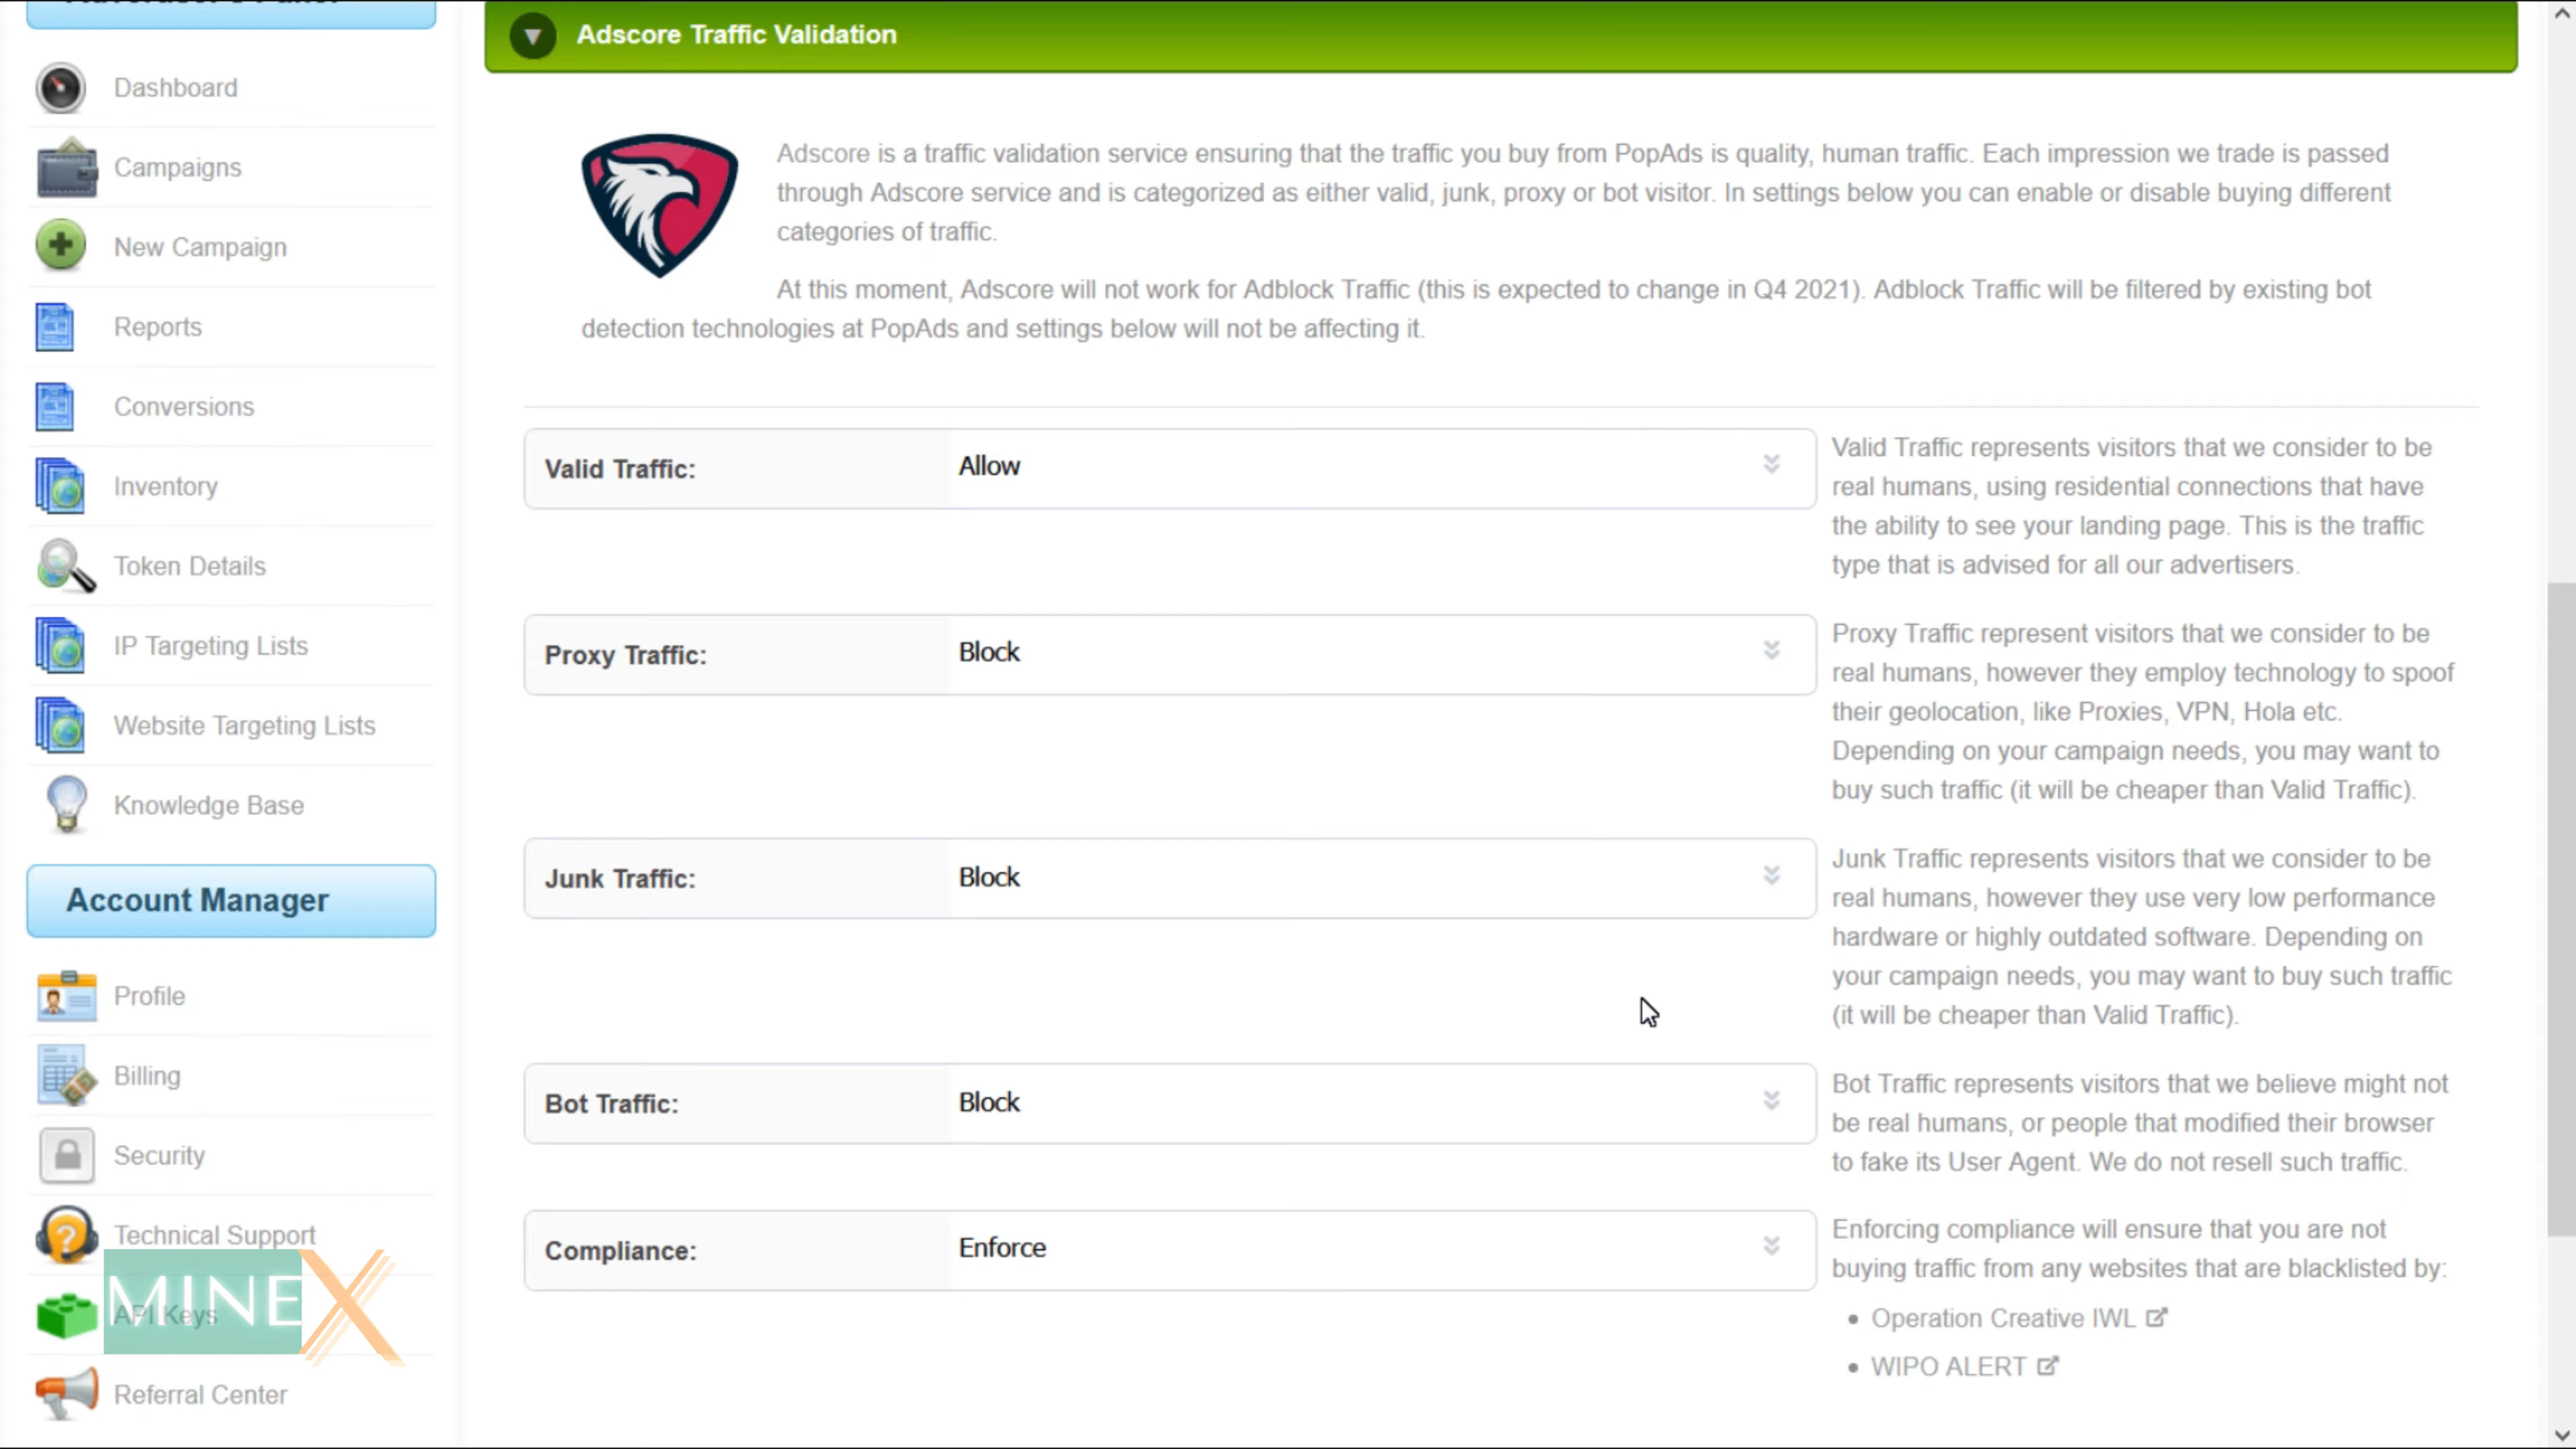 Dashboard
Campaigns
New Campaign
Reports
Conversions
Inventory
Token Details
IP Targeting Lists
Website Targeting Lists
Knowledge Base
Account Manager
Profile
Billing
Security
Technical Support
API Keys
MINEX
Referral Center
Adscore Traffic Validation
Adscore is a traffic validation service ensuring that the traffic you buy from PopAds is quality, human traffic. Each impression we trade is passed
through Adscore service and is categorized as either valid, junk, proxy or bot visitor. In settings below you can enable or disable buying different
categories of traffic.
At this moment, Adscore will not work for Adblock Traffic (this is expected to change in Q4 2021). Adblock Traffic will be filtered by existing bot
detection technologies at PopAds and settings below will not be affecting it.
Valid Traffic: Allow
Valid Traffic represents visitors that we consider to be
real humans, using residential connections that have
the ability to see your landing page. This is the traffic
type that is advised for all our advertisers.
Proxy Traffic: Block
Proxy Traffic represent visitors that we consider to be
real humans, however they employ technology to spoof
their geolocation, like Proxies, VPN, Hola etc.
Depending on your campaign needs, you may want to
buy such traffic (it will be cheaper than Valid Traffic).
Junk Traffic: Block
Junk Traffic represents visitors that we consider to be
real humans, however they use very low performance
hardware or highly outdated software. Depending on
your campaign needs, you may want to buy such traffic
(it will be cheaper than Valid Traffic).
Bot Traffic: Block
Bot Traffic represents visitors that we believe might not
be real humans, or people that modified their browser
to fake its User Agent. We do not resell such traffic.
Compliance: Enforce
Enforcing compliance will ensure that you are not
buying traffic from any websites that are blacklisted by:
• Operation Creative IWL
• WIPO ALERT